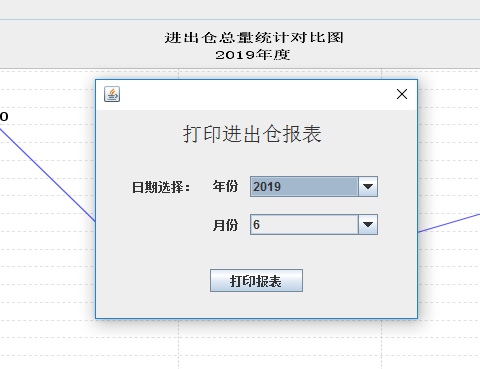 进出仓总量统计对比图
2019年度
0
打印进出仓报表
日期选择： 年份 2019
月份 6
打印报表